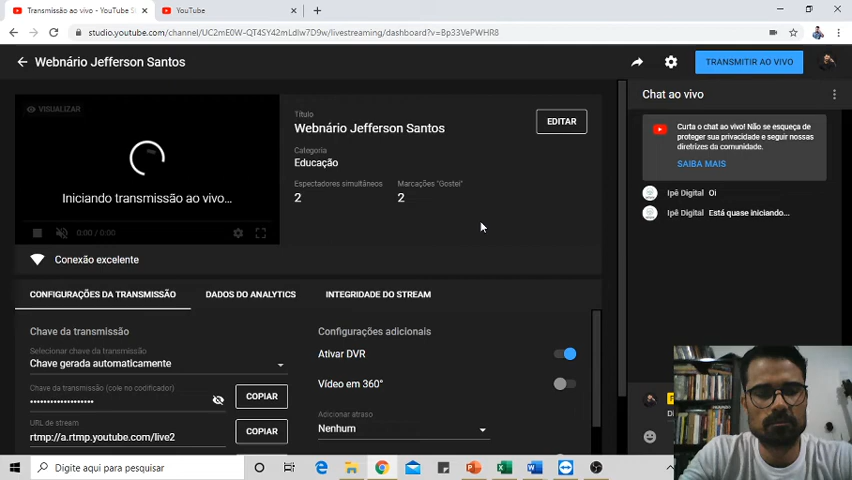 Transmissão ao vivo - YouTube S
YouTube
studio.youtube.com/channel/UC2mE0W-QT4SY42mLdIw7D9w/livestreaming/dashboard?v=Bp33VePWHR8
Webnário Jefferson Santos
TRANSMITIR AO VIVO
VISUALIZAR
Iniciando transmissão ao vivo...
0:00 / 0:00
Título
Webnário Jefferson Santos
EDITAR
Categoria
Educação
Espectadores simultâneos
Marcações "Gostei"
2
2
Conexão excelente
CONFIGURAÇÕES DA TRANSMISSÃO
DADOS DO ANALYTICS
INTEGRIDADE DO STREAM
Chave da transmissão
Selecionar chave da transmissão
Chave gerada automaticamente
Chave da transmissão (cole no codificador)
••••••••••••••••••••
COPIAR
URL de stream
rtmp://a.rtmp.youtube.com/live2
COPIAR
Configurações adicionais
Ativar DVR
Vídeo em 360°
Adicionar atraso
Nenhum
Chat ao vivo
Curta o chat ao vivo! Não se esqueça de
proteger sua privacidade e seguir nossas
diretrizes da comunidade.
SAIBA MAIS
Ipê Digital Oi
Ipê Digital Está quase iniciando...
Digite aqui para pesquisar